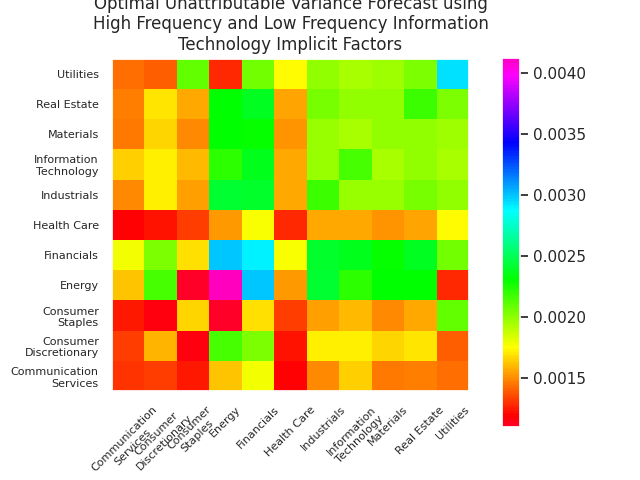 Optimal Unattributable Variance Forecast using
High Frequency and Low Frequency Information
Technology Implicit Factors
Utilities
Real Estate
Materials
Information
Technology
Industrials
Health Care
Financials
Energy
Consumer
Staples
Consumer
Discretionary
Communication
Services
0.0040
0.0035
0.0030
0.0025
0.0020
0.0015
Communication
Services
Consumer
Discretionary
Consumer
Staples
Energy
Financials
Health Care
Industrials
Information
Technology
Materials
Real Estate
Utilities